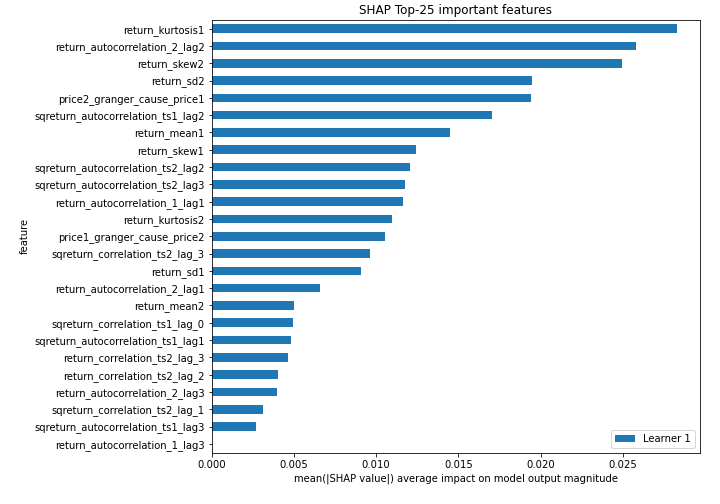 SHAP Top-25 important features
feature
return_kurtosis1
return_autocorrelation_2_lag2
return_skew2
return_sd2
price2_granger_cause_price1
sqreturn_autocorrelation_ts1_lag2
return_mean1
return_skew1
sqreturn_autocorrelation_ts2_lag2
sqreturn_autocorrelation_ts2_lag3
return_autocorrelation_1_lag1
return_kurtosis2
price1_granger_cause_price2
sqreturn_correlation_ts2_lag_3
return_sd1
return_autocorrelation_2_lag1
return_mean2
sqreturn_correlation_ts1_lag_0
sqreturn_autocorrelation_ts1_lag1
return_correlation_ts2_lag_3
return_correlation_ts2_lag_2
return_autocorrelation_2_lag3
sqreturn_correlation_ts2_lag_1
sqreturn_autocorrelation_ts1_lag3
return_autocorrelation_1_lag3
Learner 1
0.000 0.005 0.010 0.015 0.020 0.025
mean(|SHAP value|) average impact on model output magnitude